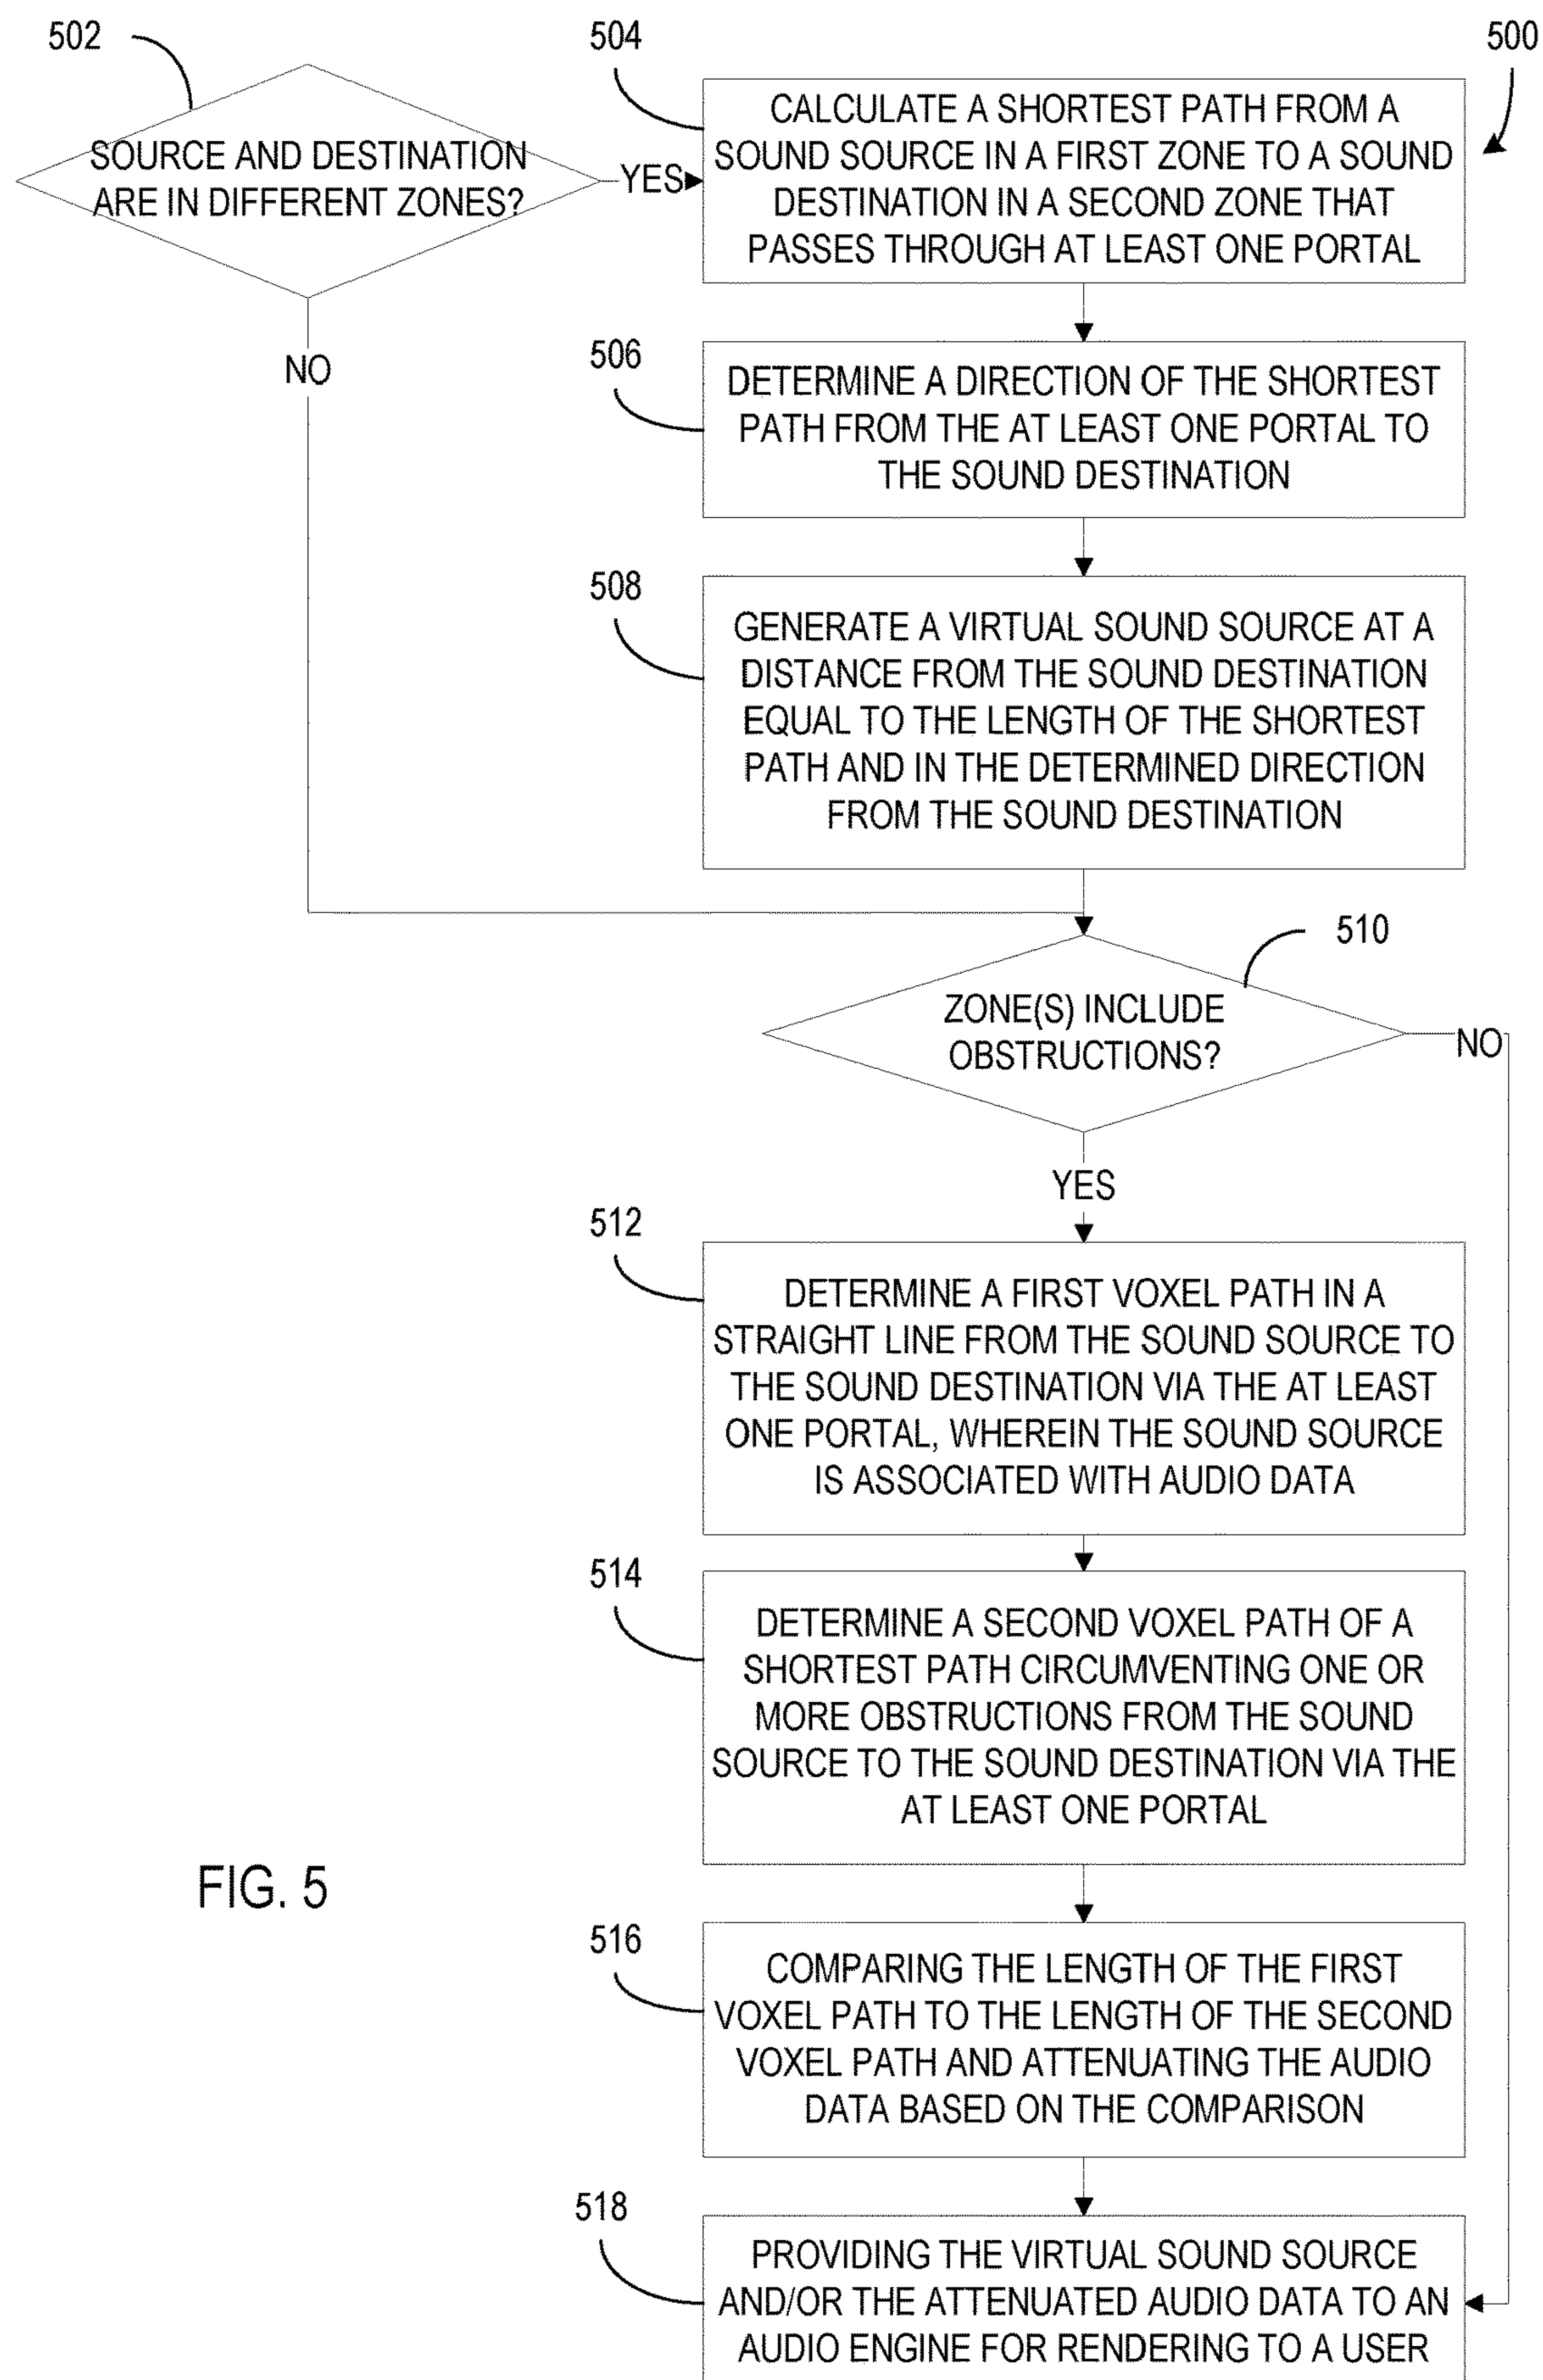 502
504
500
SOURCE AND DESTINATION
ARE IN DIFFERENT ZONES?
YES
NO
CALCULATE A SHORTEST PATH FROM A
SOUND SOURCE IN A FIRST ZONE TO A SOUND
DESTINATION IN A SECOND ZONE THAT
PASSES THROUGH AT LEAST ONE PORTAL
506
DETERMINE A DIRECTION OF THE SHORTEST
PATH FROM THE AT LEAST ONE PORTAL TO
THE SOUND DESTINATION
508
GENERATE A VIRTUAL SOUND SOURCE AT A
DISTANCE FROM THE SOUND DESTINATION
EQUAL TO THE LENGTH OF THE SHORTEST
PATH AND IN THE DETERMINED DIRECTION
FROM THE SOUND DESTINATION
510
ZONE(S) INCLUDE
OBSTRUCTIONS?
NO
YES
512
DETERMINE A FIRST VOXEL PATH IN A
STRAIGHT LINE FROM THE SOUND SOURCE TO
THE SOUND DESTINATION VIA THE AT LEAST
ONE PORTAL, WHEREIN THE SOUND SOURCE
IS ASSOCIATED WITH AUDIO DATA
514
DETERMINE A SECOND VOXEL PATH OF A
SHORTEST PATH CIRCUMVENTING ONE OR
MORE OBSTRUCTIONS FROM THE SOUND
SOURCE TO THE SOUND DESTINATION VIA THE
AT LEAST ONE PORTAL
FIG. 5
516
COMPARING THE LENGTH OF THE FIRST
VOXEL PATH TO THE LENGTH OF THE SECOND
VOXEL PATH AND ATTENUATING THE AUDIO
DATA BASED ON THE COMPARISON
518
PROVIDING THE VIRTUAL SOUND SOURCE
AND/OR THE ATTENUATED AUDIO DATA TO AN
AUDIO ENGINE FOR RENDERING TO A USER